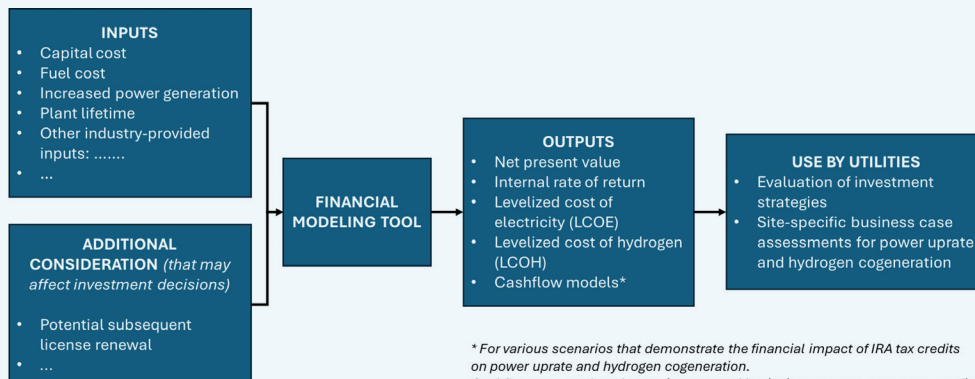 INPUTS
• Capital cost
• Fuel cost
• Increased power generation
• Plant lifetime
• Other industry-provided
inputs: .......
• ...
ADDITIONAL
CONSIDERATION (that may
affect investment decisions)
• Potential subsequent
license renewal
• ...
FINANCIAL
MODELING TOOL
OUTPUTS
• Net present value
• Internal rate of return
• Levelized cost of
electricity (LCOE)
• Levelized cost of hydrogen
(LCOH)
• Cashflow models*
USE BY UTILITIES
• Evaluation of investment
strategies
• Site-specific business case
assessments for power uprate
and hydrogen cogeneration
* For various scenarios that demonstrate the financial impact of IRA tax credits
on power uprate and hydrogen cogeneration.